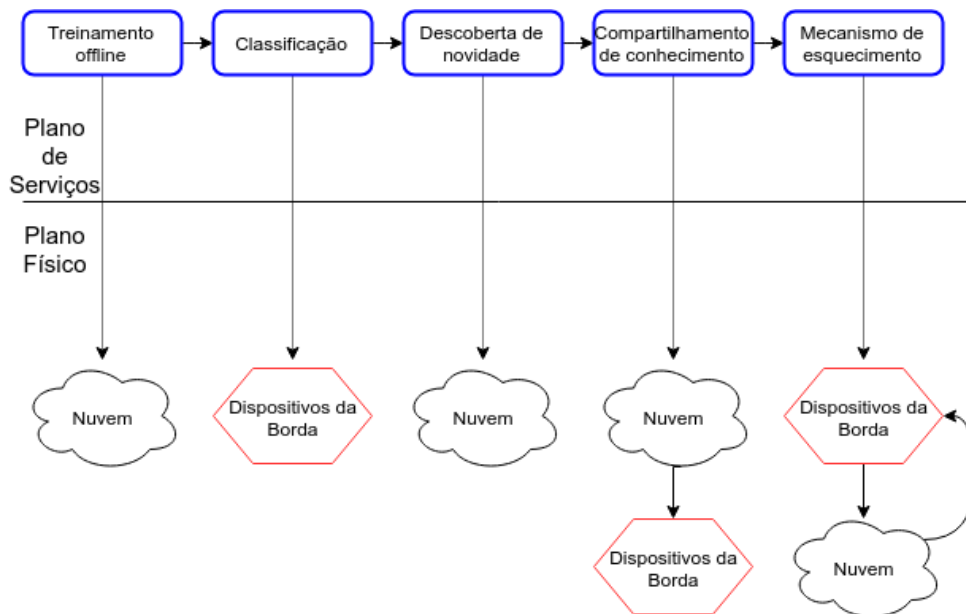 Treinamento
offline
Classificação
Descoberta de
novidade
Compartilhamento
de conhecimento
Mecanismo de
esquecimento
Plano
de
Serviços
Plano
Físico
Nuvem
Dispositivos da
Borda
Nuvem
Nuvem
Dispositivos da
Borda
Dispositivos da
Borda
Nuvem